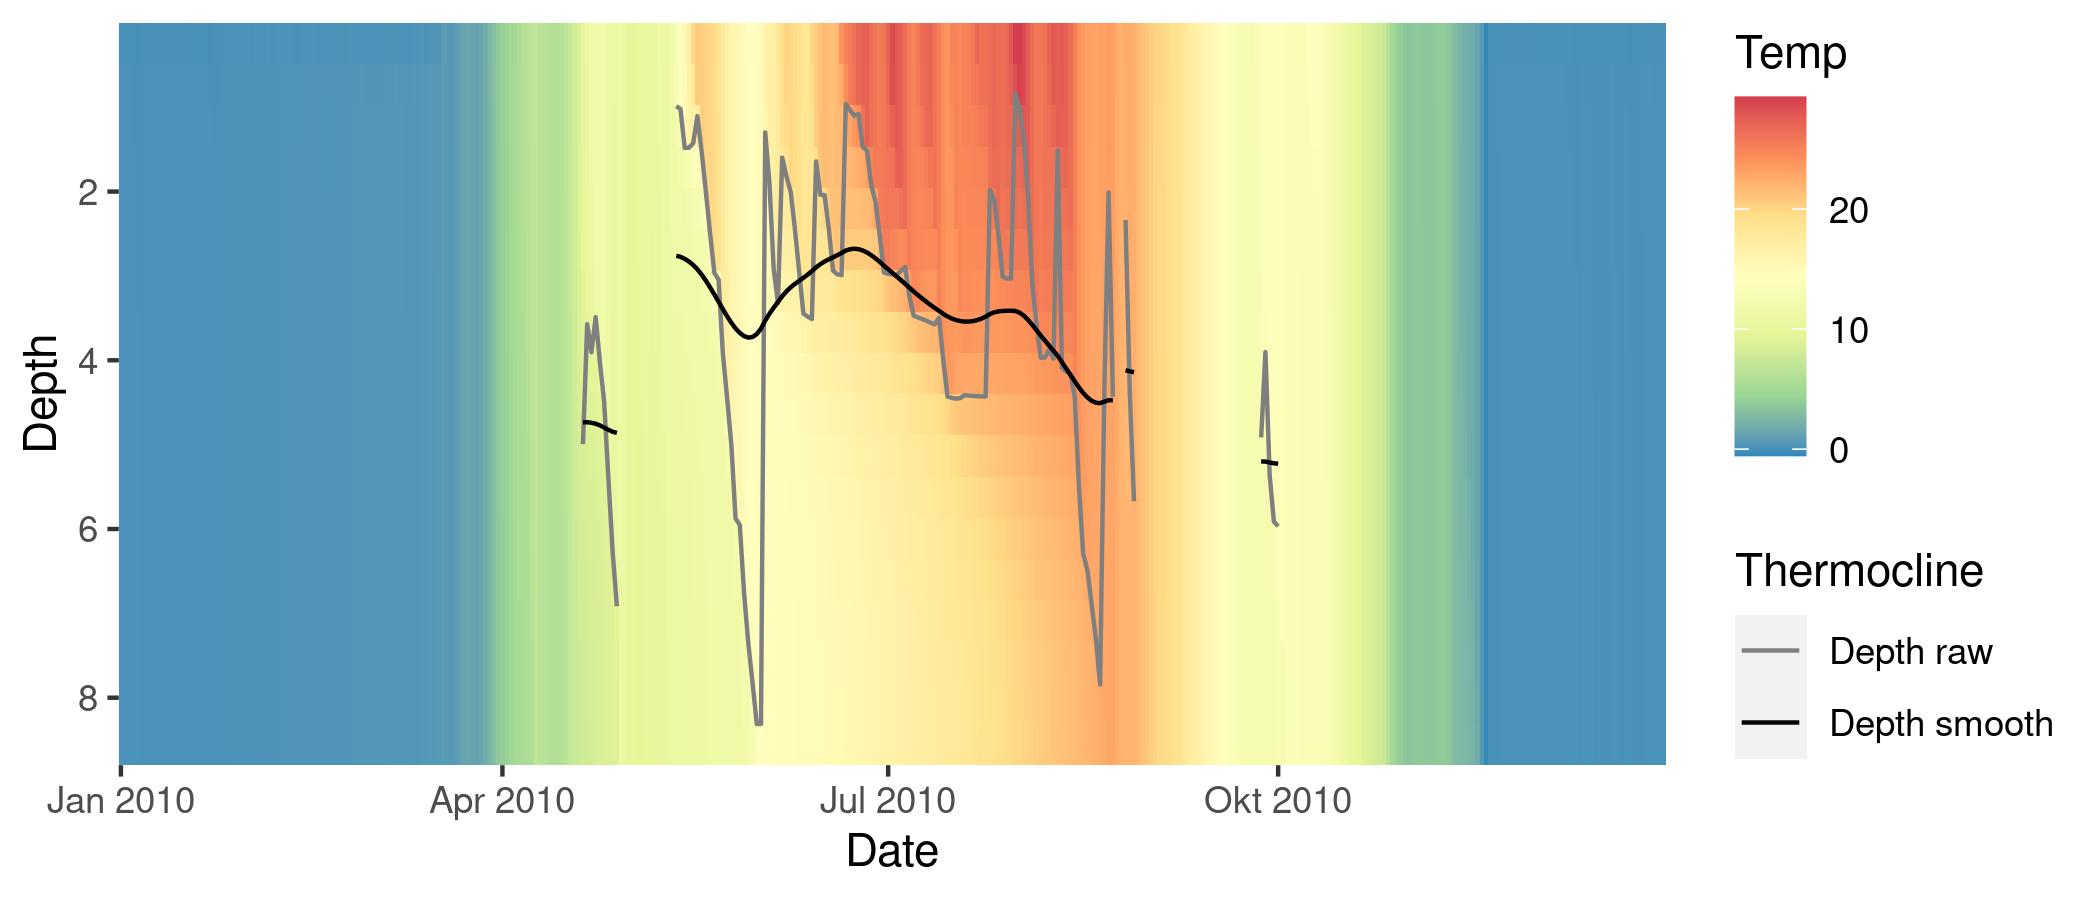 Depth
2
4
6
8
Jan 2010
Apr 2010
Jul 2010
Okt 2010
Date
Temp
20
10
0
Thermocline
Depth raw
Depth smooth